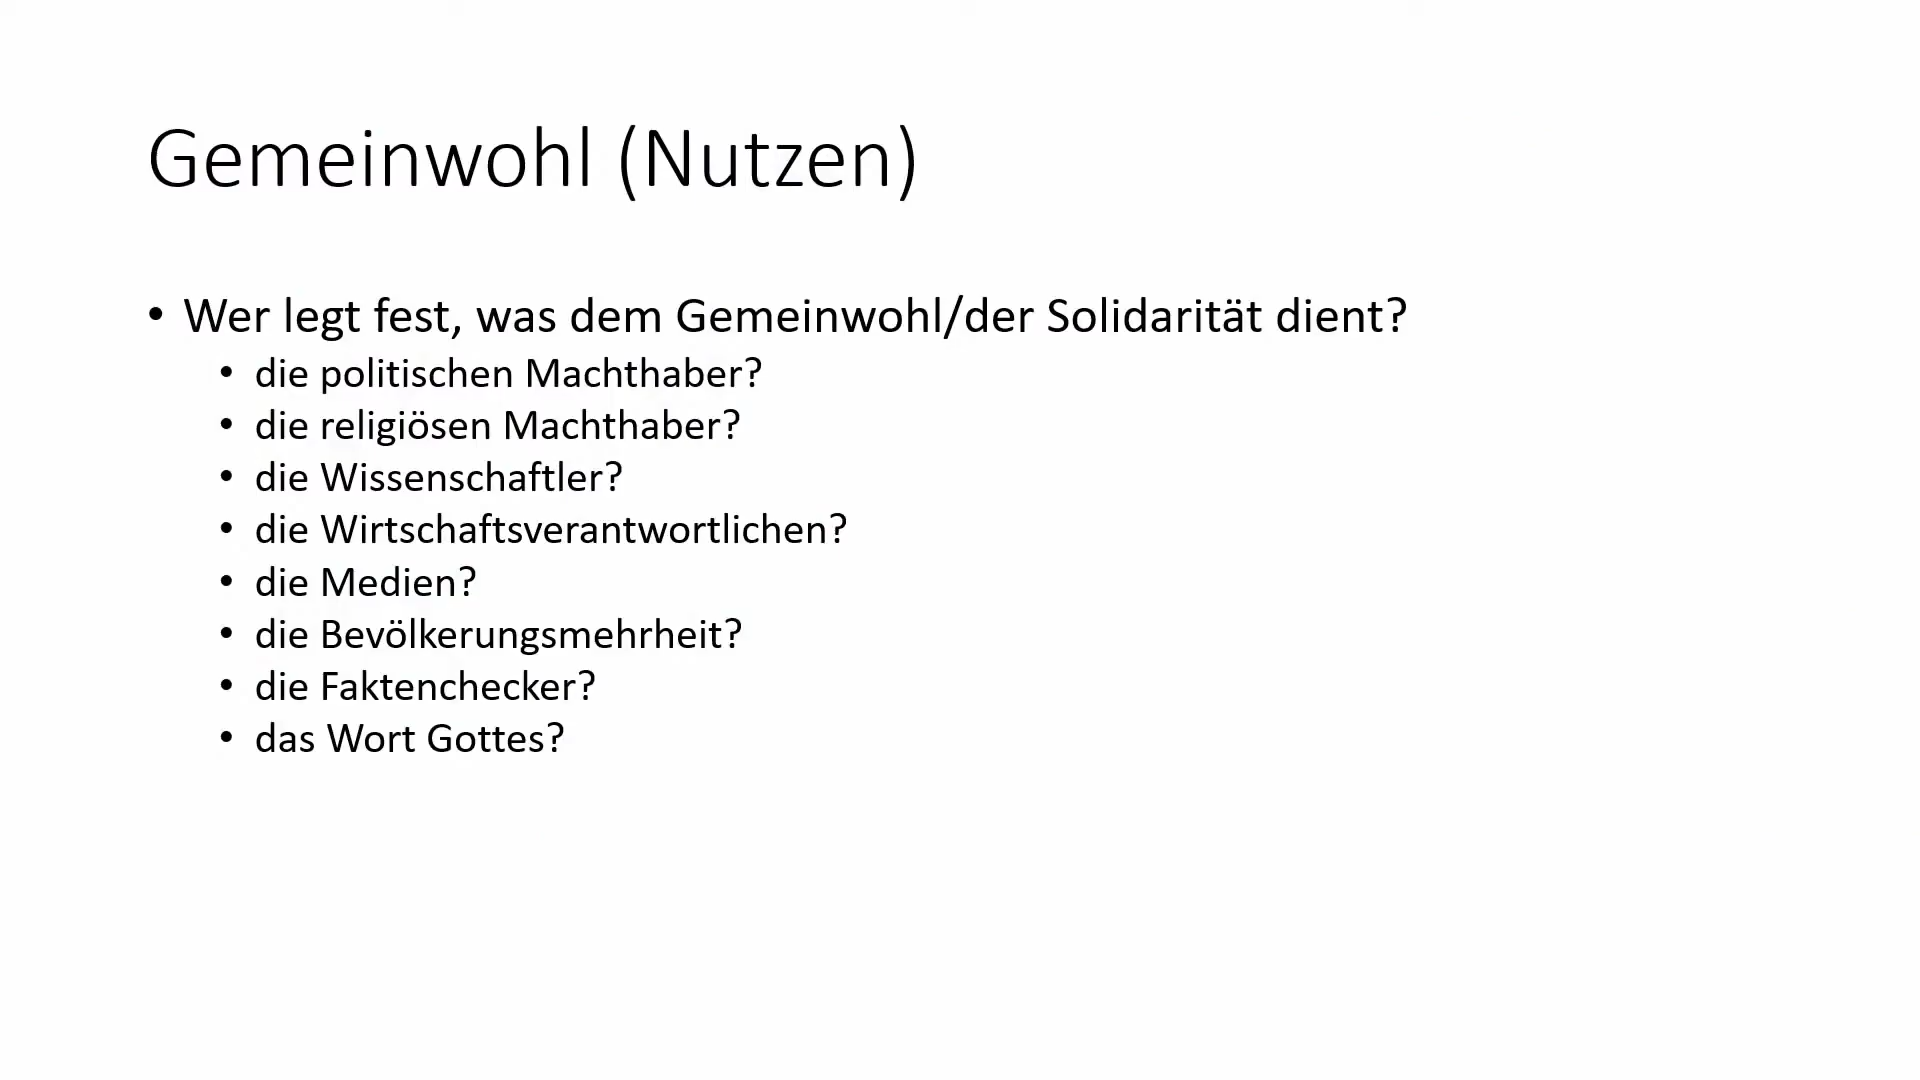 Gemeinwohl (Nutzen)
• Wer legt fest, was dem Gemeinwohl/der Solidarität dient?
• die politischen Machthaber?
• die religiösen Machthaber?
• die Wissenschaftler?
• die Wirtschaftsverantwortlichen?
• die Medien?
• die Bevölkerungsmehrheit?
• die Faktenchecker?
• das Wort Gottes?